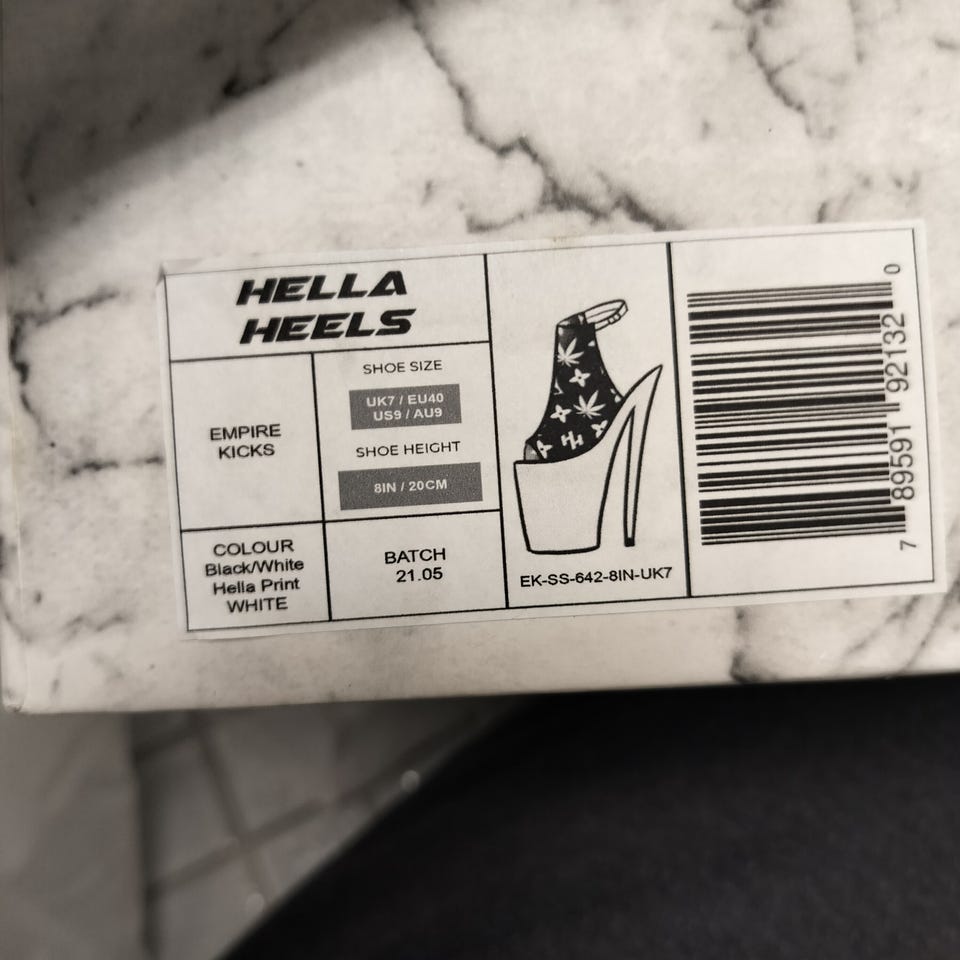 HELLA
HEELS
EMPIRE
KICKS
SHOE SIZE
UK7 / EU40
US9 / AU9
SHOE HEIGHT
8IN / 20CM
COLOUR
Black/White
Hella Print
WHITE
BATCH
21.05
EK-SS-642-8IN-UK7
7 89591 92132 0